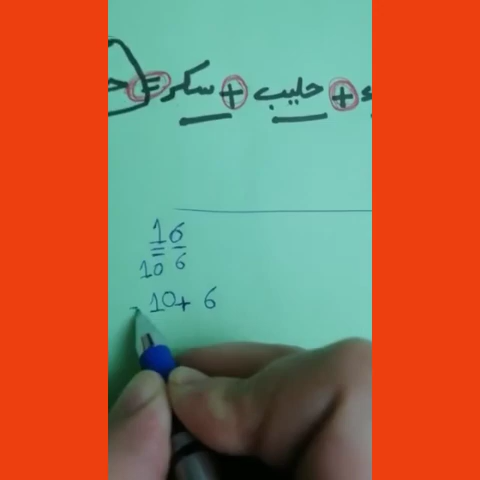 + حليب + سكر =
16
10 6
- 10+ 6